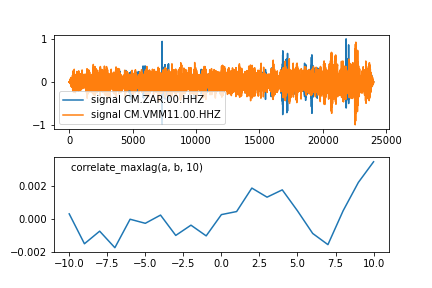 1
0
−1
signal CM.ZAR.00.HHZ
signal CM.VMM11.00.HHZ
0 5000 10000 15000 20000 25000
correlate_maxlag(a, b, 10)
0.002
0.000
−0.002
−10.0 −7.5 −5.0 −2.5 0.0 2.5 5.0 7.5 10.0